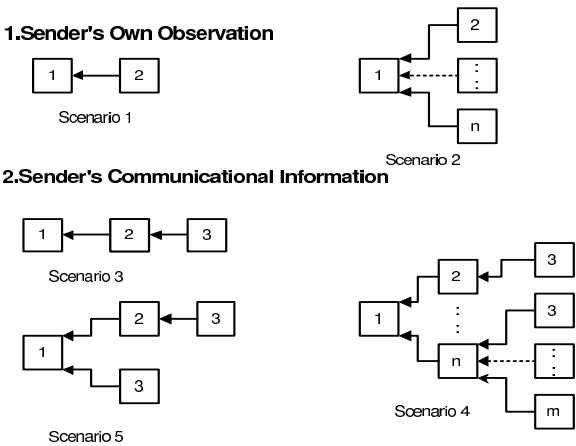 1.Sender's Own Observation
1
2
Scenario 1
2
1
⋮
n
Scenario 2
2.Sender's Communicational Information
1
2
3
Scenario 3
1
2
3
3
Scenario 5
3
2
3
1
⋮
n
⋮
m
Scenario 4